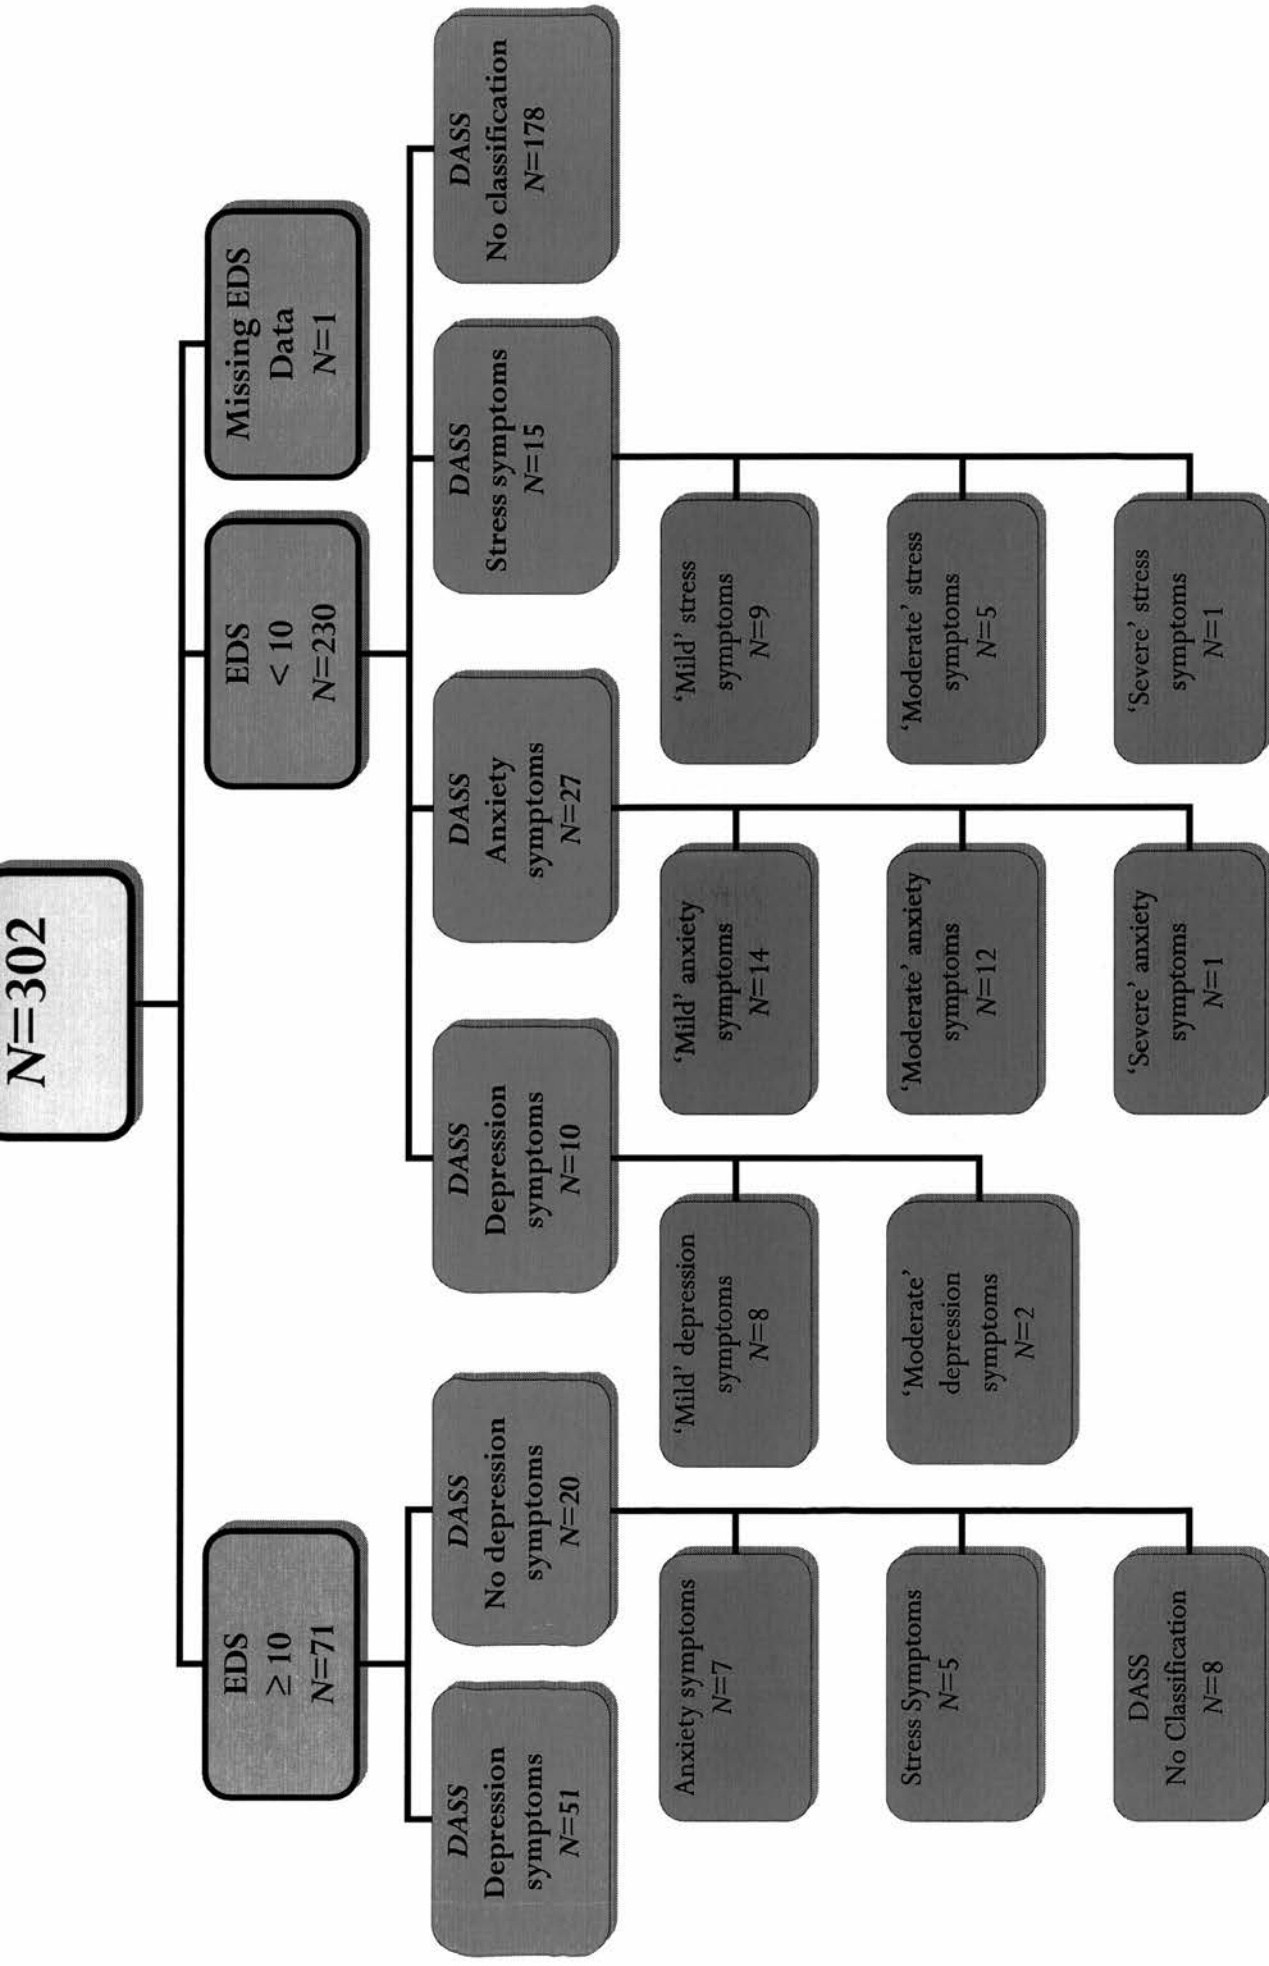 N=302
EDS
≥10
N=71
EDS
< 10
N=230
Missing EDS
Data
N=1
DASS
Depression
symptoms
N=51
DASS
No depression
symptoms
N=20
DASS
Depression
symptoms
N=10
DASS
Anxiety
symptoms
N=27
DASS
Stress symptoms
N=15
DASS
No classification
N=178
Anxiety symptoms
N=7
Stress Symptoms
N=5
DASS
No Classification
N=8
‘Mild’ depression
symptoms
N=8
‘Moderate’
depression
symptoms
N=2
‘Mild’ anxiety
symptoms
N=14
‘Moderate’ anxiety
symptoms
N=12
‘Severe’ anxiety
symptoms
N=1
‘Mild’ stress
symptoms
N=9
‘Moderate’ stress
symptoms
N=5
‘Severe’ stress
symptoms
N=1